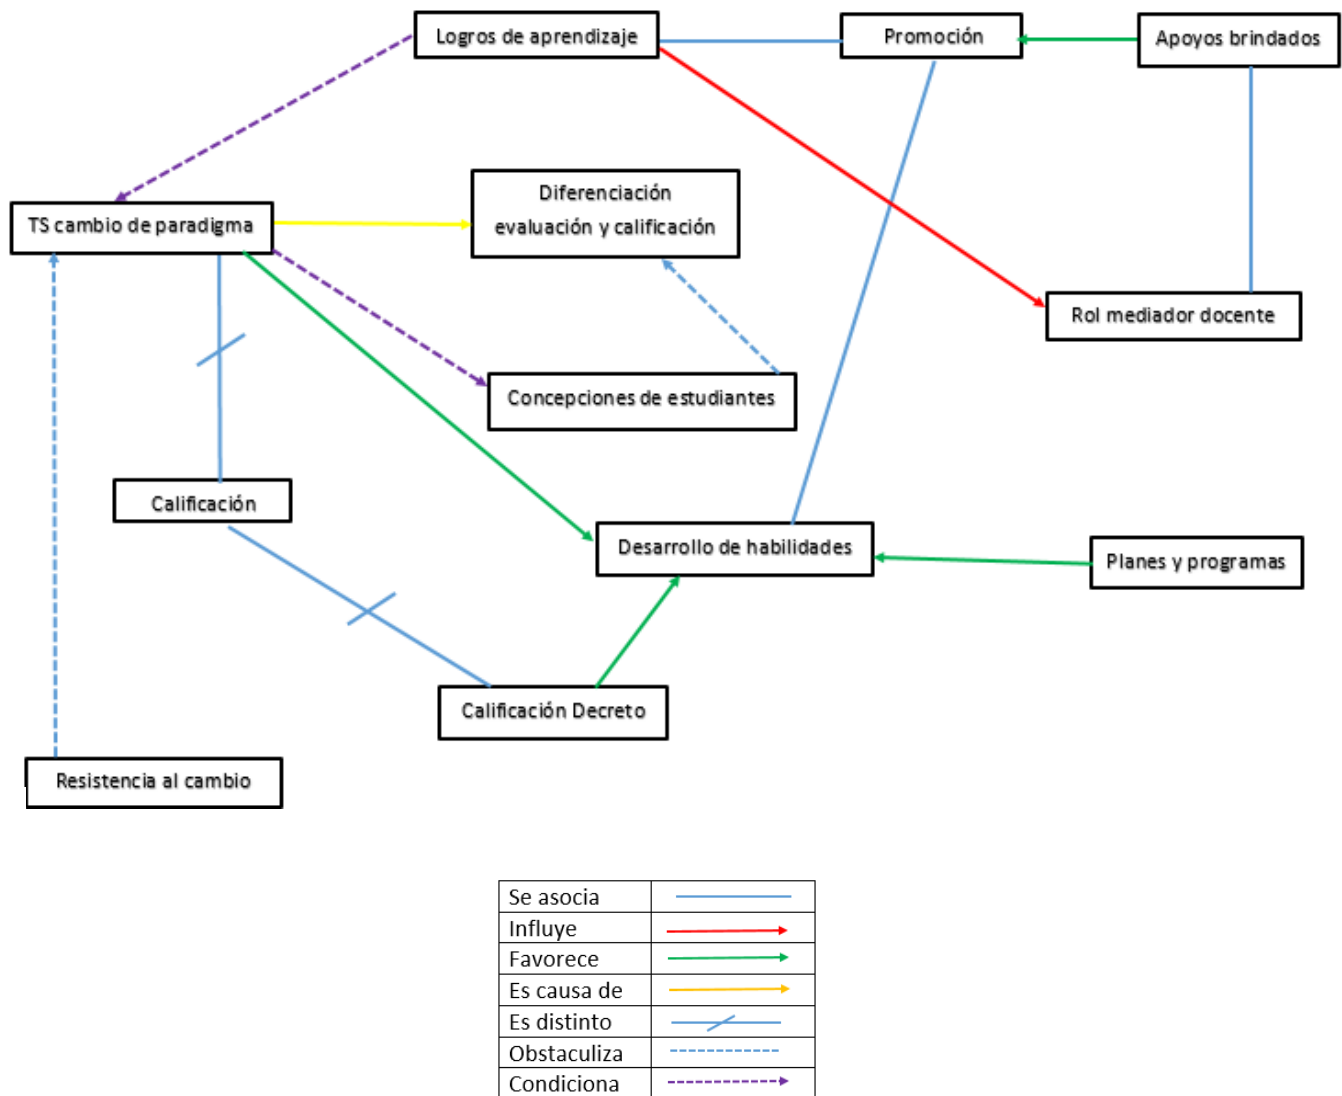 Logros de aprendizaje
Promoción
Apoyos brindados
Diferenciación
evaluación y calificación
TS cambio de paradigma
Rol mediador docente
Concepciones de estudiantes
Calificación
Desarrollo de habilidades
Planes y programas
Calificación Decreto
Resistencia al cambio
Se asocia
Influye
Favorece
Es causa de
Es distinto
Obstaculiza
Condiciona